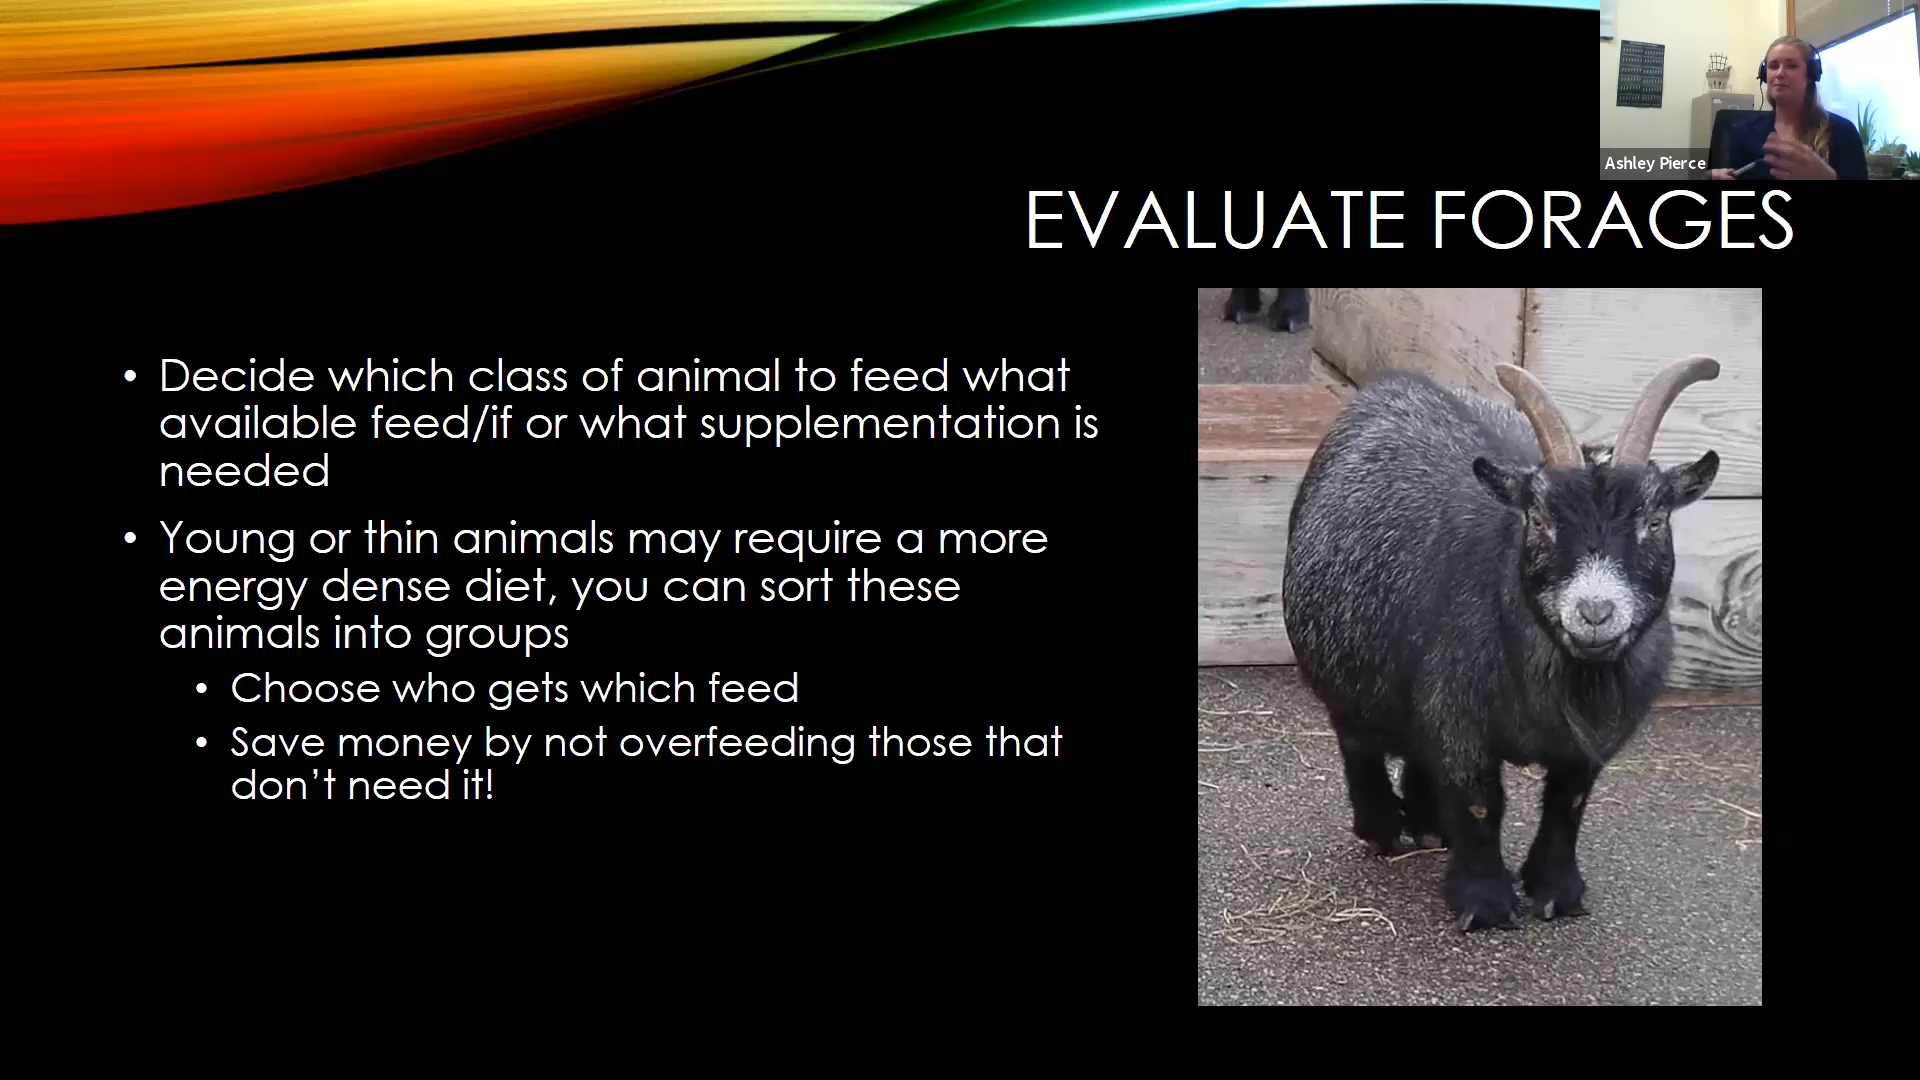 Ashley Pierce
EVALUATE FORAGES
• Decide which class of animal to feed what
available feed/if or what supplementation is
needed
• Young or thin animals may require a more
energy dense diet, you can sort these
animals into groups
• Choose who gets which feed
• Save money by not overfeeding those that
don’t need it!